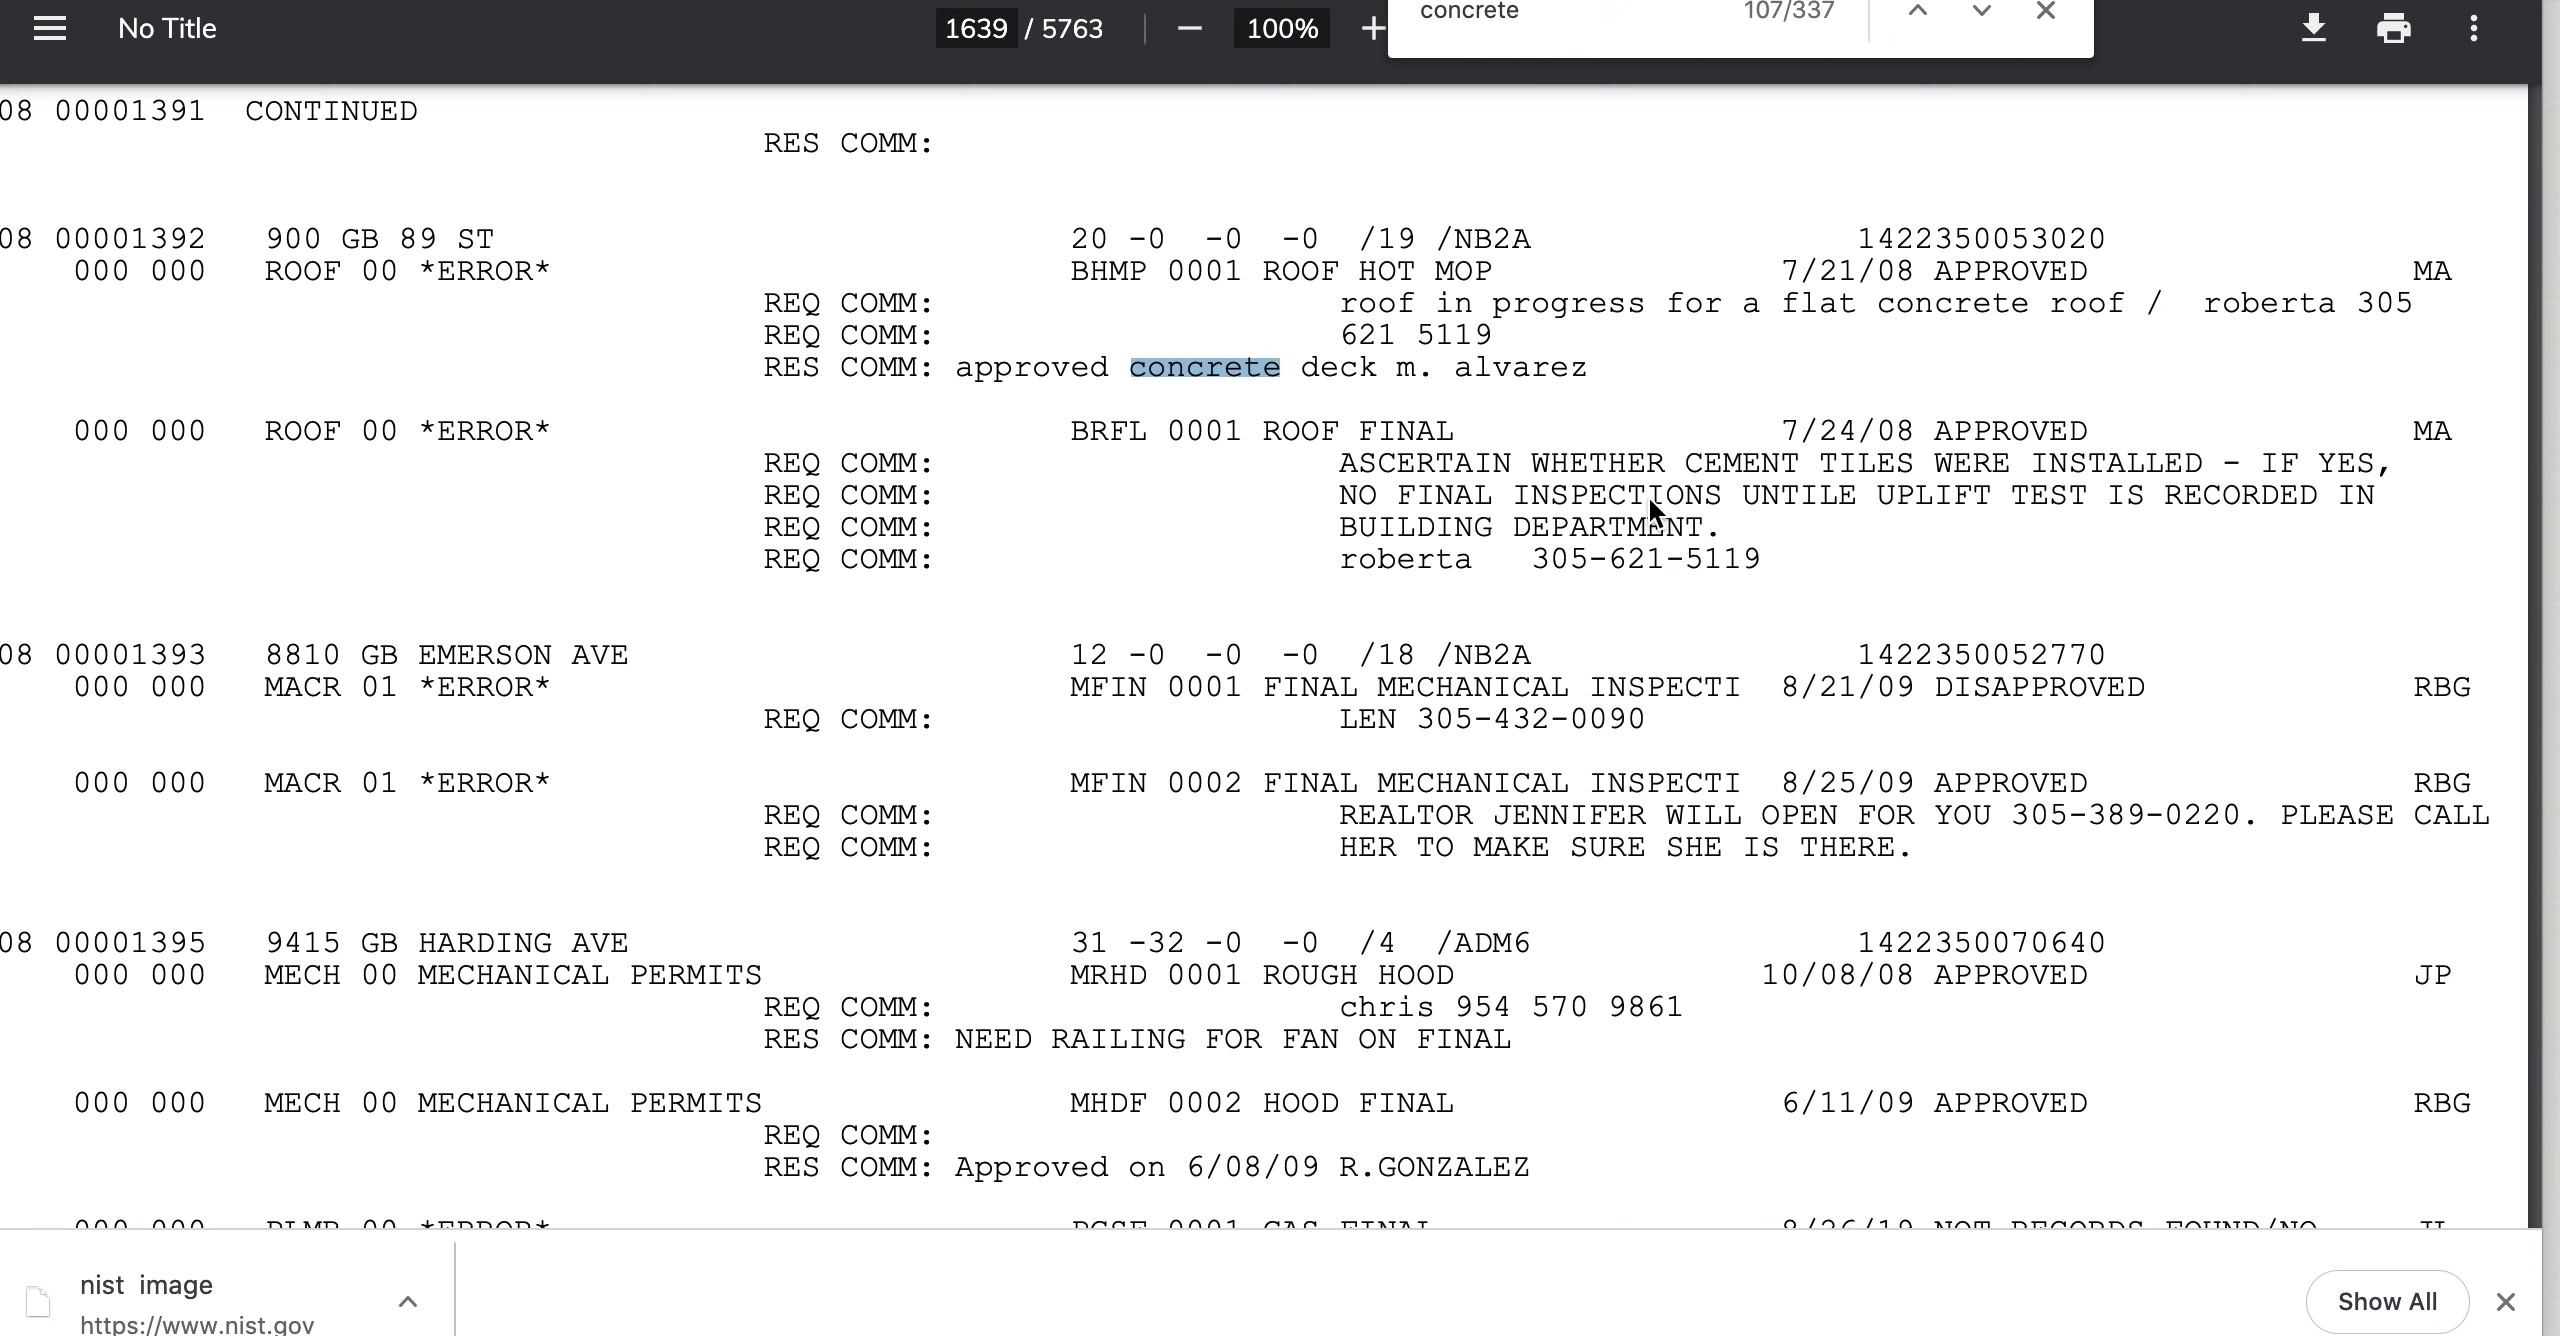 No Title
1639 / 5763
100%
concrete
107/337
08 00001391 CONTINUED
RES COMM:
08 00001392 900 GB 89 ST 20 -0 -0 -0 /19 /NB2A 1422350053020
000 000 ROOF 00 *ERROR* BHMP 0001 ROOF HOT MOP 7/21/08 APPROVED MA
REQ COMM: roof in progress for a flat concrete roof / roberta 305
REQ COMM: 621 5119
RES COMM: approved concrete deck m. alvarez
000 000 ROOF 00 *ERROR* BRFL 0001 ROOF FINAL 7/24/08 APPROVED MA
REQ COMM: ASCERTAIN WHETHER CEMENT TILES WERE INSTALLED - IF YES,
REQ COMM: NO FINAL INSPECTIONS UNTILE UPLIFT TEST IS RECORDED IN
REQ COMM: BUILDING DEPARTMENT.
REQ COMM: roberta 305-621-5119
08 00001393 8810 GB EMERSON AVE 12 -0 -0 -0 /18 /NB2A 1422350052770
000 000 MACR 01 *ERROR* MFIN 0001 FINAL MECHANICAL INSPECTI 8/21/09 DISAPPROVED RBG
REQ COMM: LEN 305-432-0090
000 000 MACR 01 *ERROR* MFIN 0002 FINAL MECHANICAL INSPECTI 8/25/09 APPROVED RBG
REQ COMM: REALTOR JENNIFER WILL OPEN FOR YOU 305-389-0220. PLEASE CALL
REQ COMM: HER TO MAKE SURE SHE IS THERE.
08 00001395 9415 GB HARDING AVE 31 -32 -0 -0 /4 /ADM6 1422350070640
000 000 MECH 00 MECHANICAL PERMITS MRHD 0001 ROUGH HOOD 10/08/08 APPROVED JP
REQ COMM: chris 954 570 9861
RES COMM: NEED RAILING FOR FAN ON FINAL
000 000 MECH 00 MECHANICAL PERMITS MHDF 0002 HOOD FINAL 6/11/09 APPROVED RBG
REQ COMM:
RES COMM: Approved on 6/08/09 R.GONZALEZ
000 000 00 *ERROR* 0001 GAS FINAL NOT RECORDS FOUND/NO
nist image
https://www.nist.gov
Show All